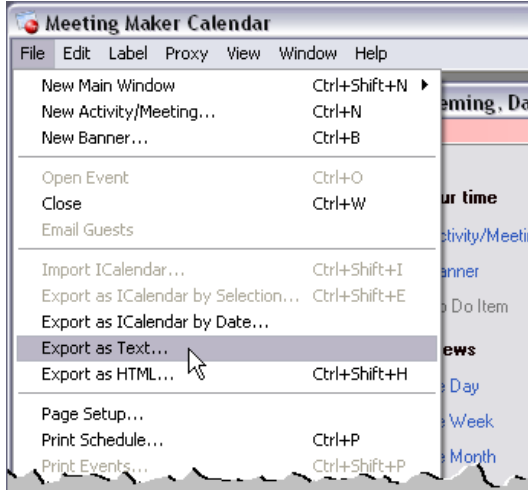 Meeting Maker Calendar
File Edit Label Proxy View Window Help
New Main Window Ctrl+Shift+N
New Activity/Meeting... Ctrl+N
New Banner... Ctrl+B
Open Event Ctrl+O
Close Ctrl+W
Email Guests
Import ICalendar... Ctrl+Shift+I
Export as ICalendar by Selection... Ctrl+Shift+E
Export as ICalendar by Date...
Export as Text...
Export as HTML... Ctrl+Shift+H
Page Setup...
Print Schedule... Ctrl+P
Print Events... Ctrl+Shift+P
eming, Da
ur time
ctivity/Meeti
anner
o Do Item
ews
e Day
e Week
e Month